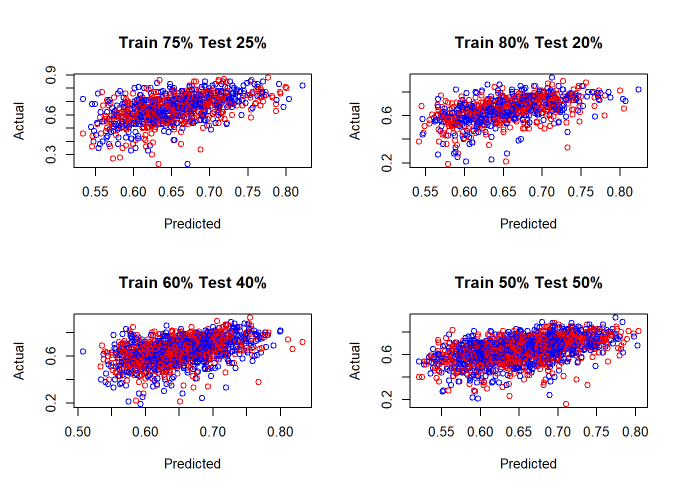 Train 75% Test 25%
Actual
0.3 0.6 0.9
0.55 0.60 0.65 0.70 0.75 0.80
Predicted
Train 80% Test 20%
Actual
0.2 0.6
0.55 0.60 0.65 0.70 0.75 0.80
Predicted
Train 60% Test 40%
Actual
0.2 0.6
0.50 0.60 0.70 0.80
Predicted
Train 50% Test 50%
Actual
0.2 0.6
0.55 0.60 0.65 0.70 0.75 0.80
Predicted